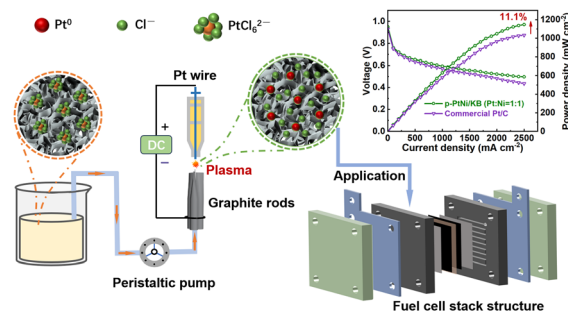 Pt⁰
Cl⁻
PtCl₆²⁻
Pt wire
+
DC
−
Plasma
Graphite rods
Peristaltic pump
Application
Fuel cell stack structure
11.1%
Voltage (V)
1.0
0.8
0.6
0.4
0.2
0.0
p-PtNi/KB (Pt:Ni=1:1)
Commercial Pt/C
0 500 1000 1500 2000 2500
Current density (mA cm⁻²)
1200
1000
800
600
400
200
0
Power density (mW cm⁻²)